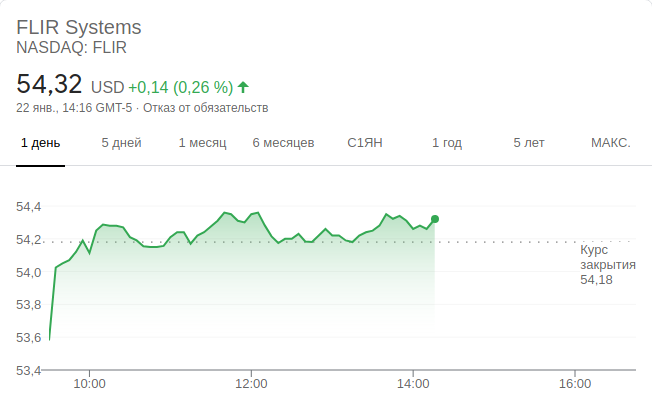 FLIR Systems
NASDAQ: FLIR
54,32 USD +0,14 (0,26 %)
22 янв., 14:16 GMT-5 · Отказ от обязательств
1 день 5 дней 1 месяц 6 месяцев С1ЯН 1 год 5 лет МАКС.
54,4
54,2
Курс
закрытия
54,18
54,0
53,8
53,6
53,4
10:00 12:00 14:00 16:00